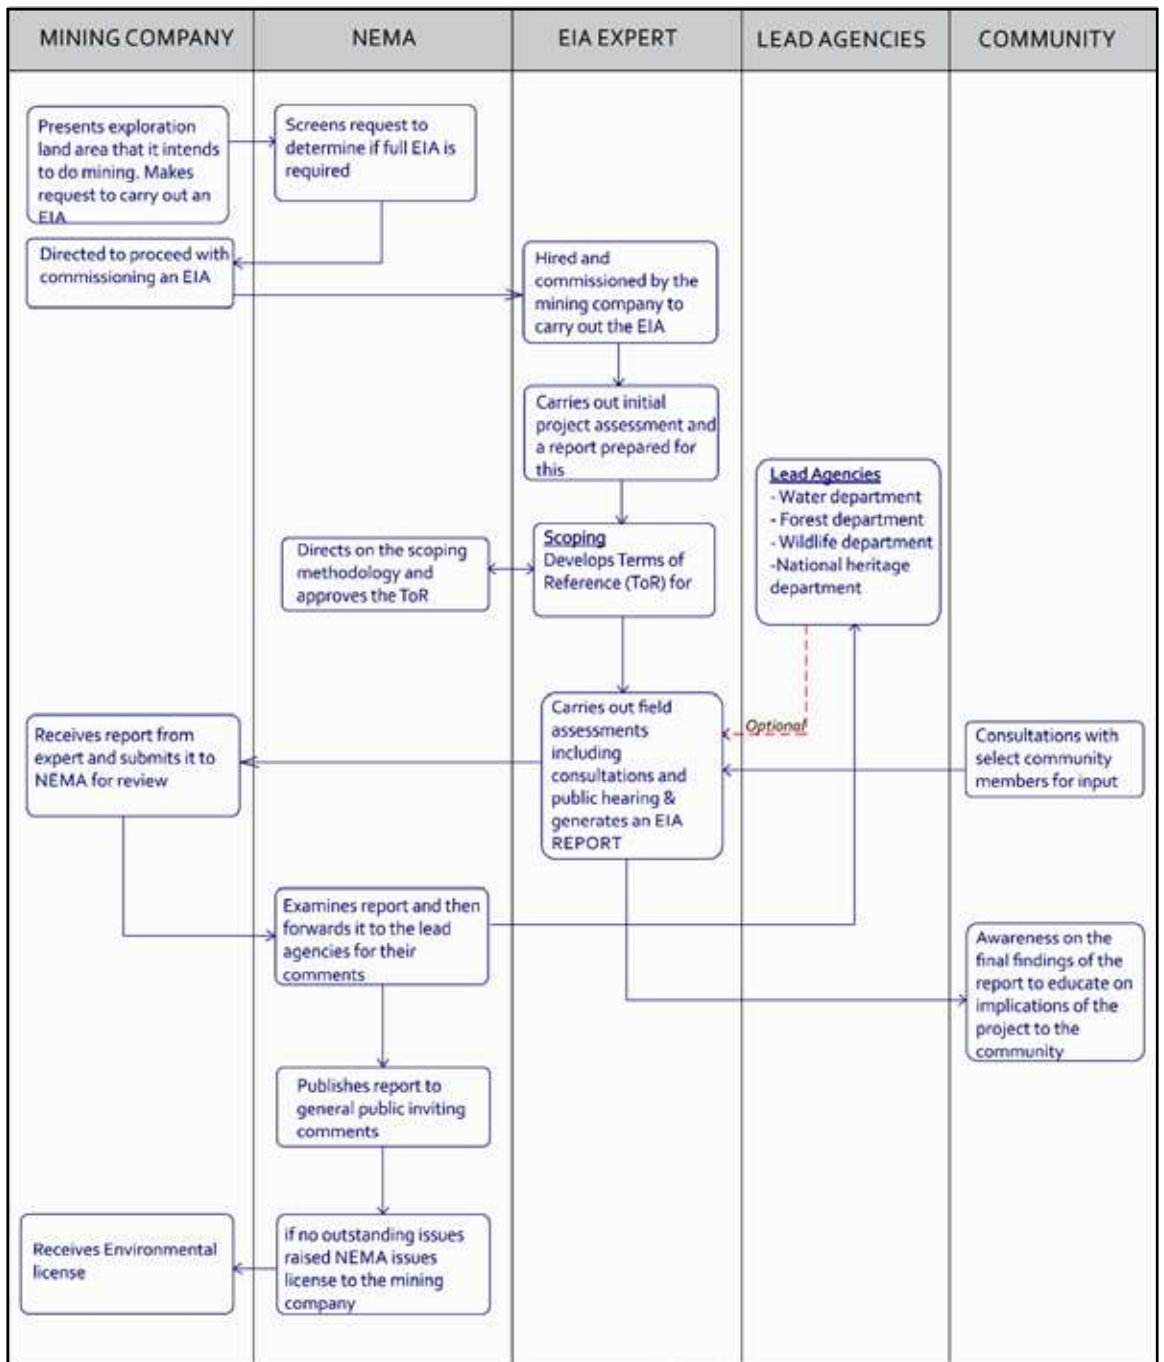 MINING COMPANY
NEMA
EIA EXPERT
LEAD AGENCIES
COMMUNITY
Presents exploration
land area that it intends
to do mining. Makes
request to carry out an
EIA
Screens request to
determine if full EIA is
required
Directed to proceed with
commissioning an EIA
Hired and
commissioned by the
mining company to
carry out the EIA
Carries out initial
project assessment and
a report prepared for
this
Lead Agencies
- Water department
- Forest department
- Wildlife department
-National heritage
department
Scoping
Develops Terms of
Reference (ToR) for
Directs on the scoping
methodology and
approves the ToR
Carries out field
assessments
including
consultations and
public hearing &
generates an EIA
REPORT
Optional
Consultations with
select community
members for input
Receives report from
expert and submits it to
NEMA for review
Examines report and then
forwards it to the lead
agencies for their
comments
Awareness on the
final findings of the
report to educate on
implications of the
project to the
community
Publishes report to
general public inviting
comments
if no outstanding issues
raised NEMA issues
license to the mining
company
Receives Environmental
license